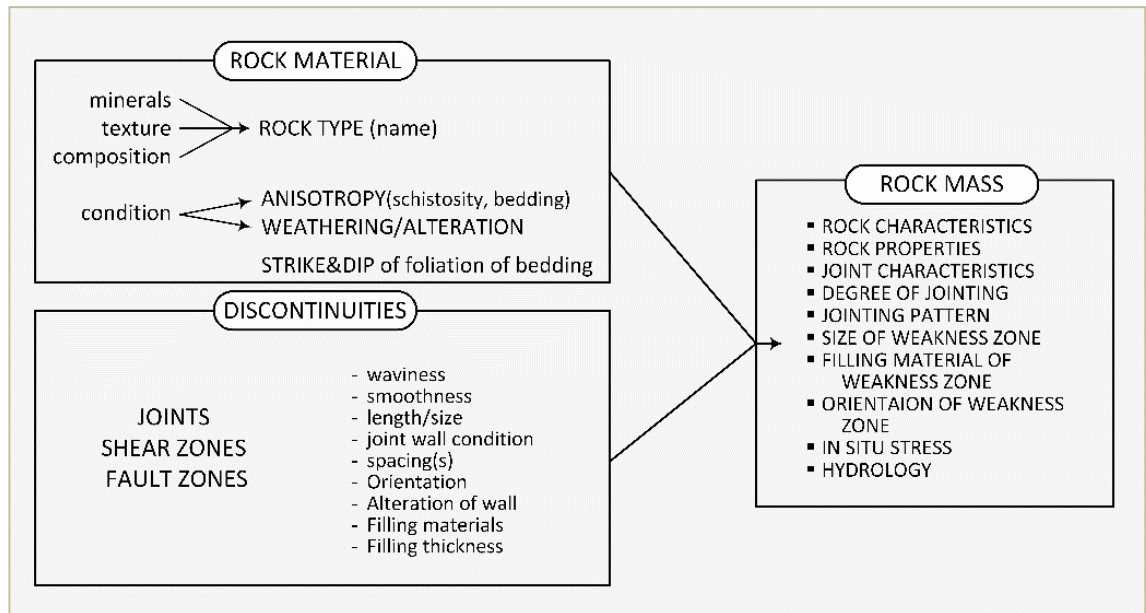 ROCK MATERIAL
minerals
texture
composition
ROCK TYPE (name)
condition
ANISOTROPY(schistosity, bedding)
WEATHERING/ALTERATION
STRIKE&DIP of foliation of bedding
DISCONTINUITIES
JOINTS
SHEAR ZONES
FAULT ZONES
- waviness
- smoothness
- length/size
- joint wall condition
- spacing(s)
- Orientation
- Alteration of wall
- Filling materials
- Filling thickness
ROCK MASS
▪ ROCK CHARACTERISTICS
▪ ROCK PROPERTIES
▪ JOINT CHARACTERISTICS
▪ DEGREE OF JOINTING
▪ JOINTING PATTERN
▪ SIZE OF WEAKNESS ZONE
▪ FILLING MATERIAL OF
WEAKNESS ZONE
▪ ORIENTAION OF WEAKNESS
ZONE
▪ IN SITU STRESS
▪ HYDROLOGY